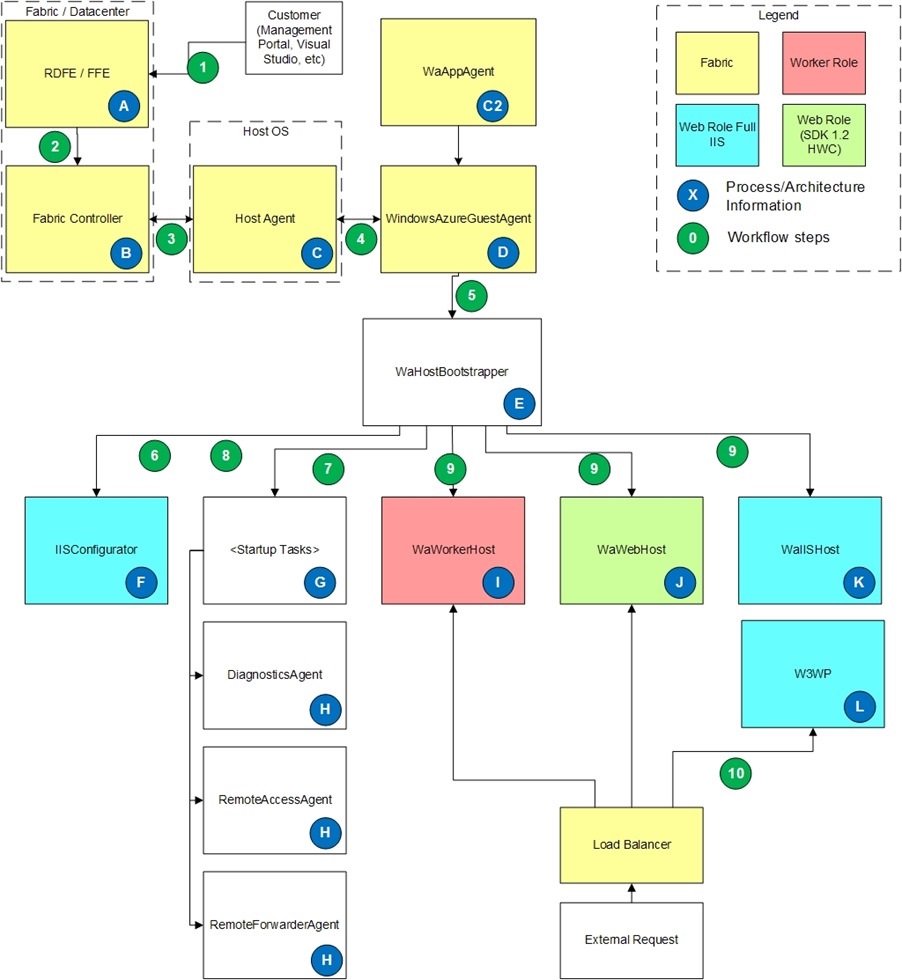 Fabric / Datacenter
RDFE / FFE
A
1
Customer
(Management
Portal, Visual
Studio, etc)
WaAppAgent
C2
Legend
Fabric
Worker Role
Web Role Full
IIS
Web Role
(SDK 1.2
HWC)
X
Process/Architecture
Information
0
Workflow steps
2
Host OS
Fabric Controller
B
3
Host Agent
C
4
WindowsAzureGuestAgent
D
5
WaHostBootstrapper
E
6
8
7
9
9
9
IISConfigurator
F
<Startup Tasks>
G
WaWorkerHost
I
WaWebHost
J
WaIISHost
K
DiagnosticsAgent
H
W3WP
L
RemoteAccessAgent
H
10
Load Balancer
RemoteForwarderAgent
H
External Request